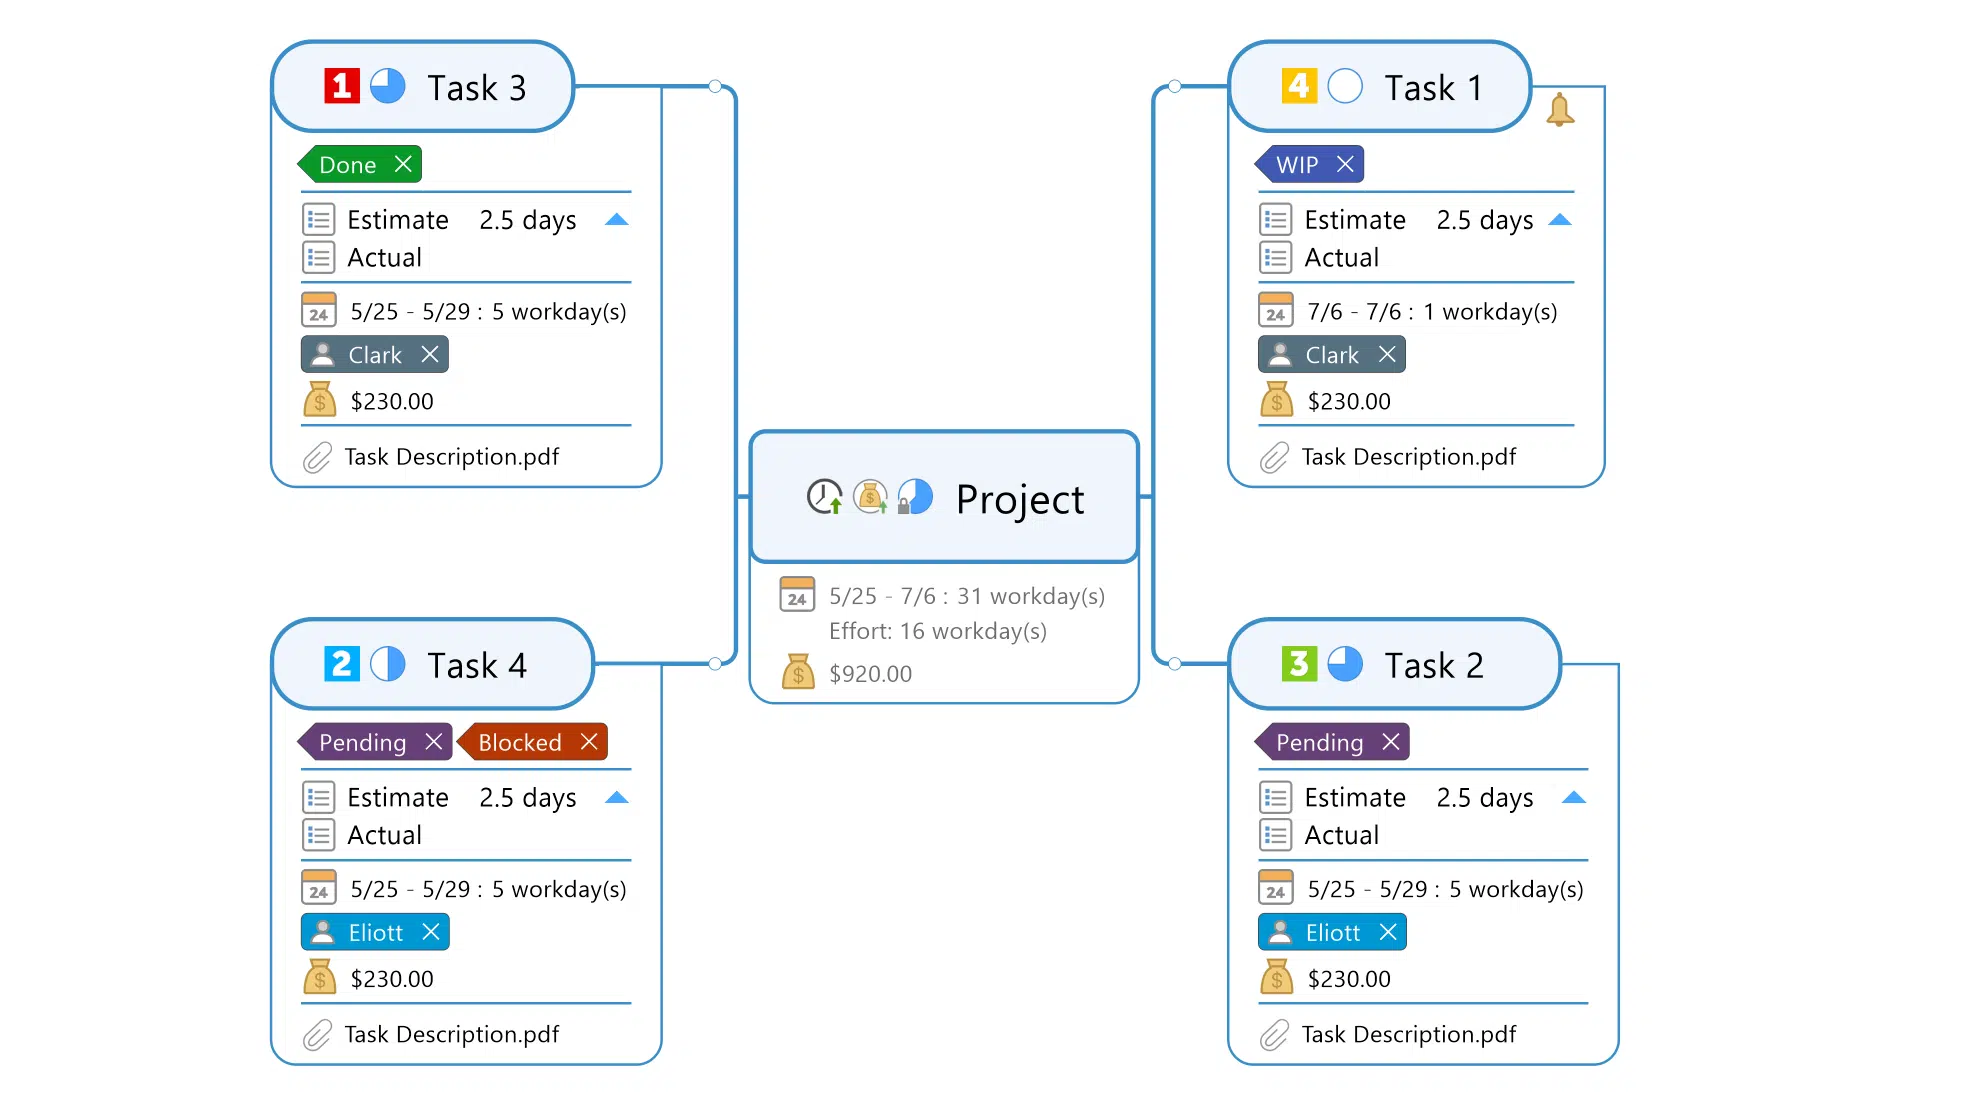 1 Task 3
Done
Estimate 2.5 days
Actual
24 5/25 - 5/29 : 5 workday(s)
Clark
$ $230.00
Task Description.pdf
4 Task 1
WIP
Estimate 2.5 days
Actual
24 7/6 - 7/6 : 1 workday(s)
Clark
$ $230.00
Task Description.pdf
$ Project
24 5/25 - 7/6 : 31 workday(s)
Effort: 16 workday(s)
$ $920.00
2 Task 4
Pending Blocked
Estimate 2.5 days
Actual
24 5/25 - 5/29 : 5 workday(s)
Eliott
$ $230.00
Task Description.pdf
3 Task 2
Pending
Estimate 2.5 days
Actual
24 5/25 - 5/29 : 5 workday(s)
Eliott
$ $230.00
Task Description.pdf